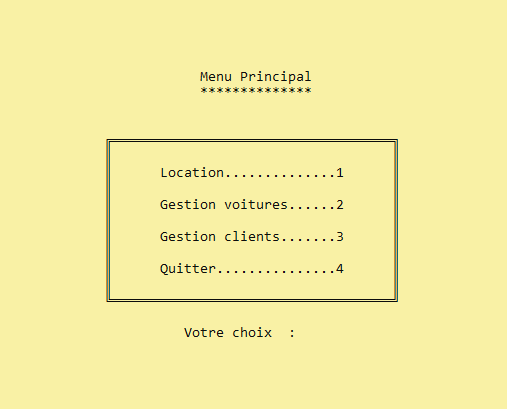 Menu Principal
**************
Location..............1
Gestion voitures......2
Gestion clients.......3
Quitter...............4
Votre choix  :